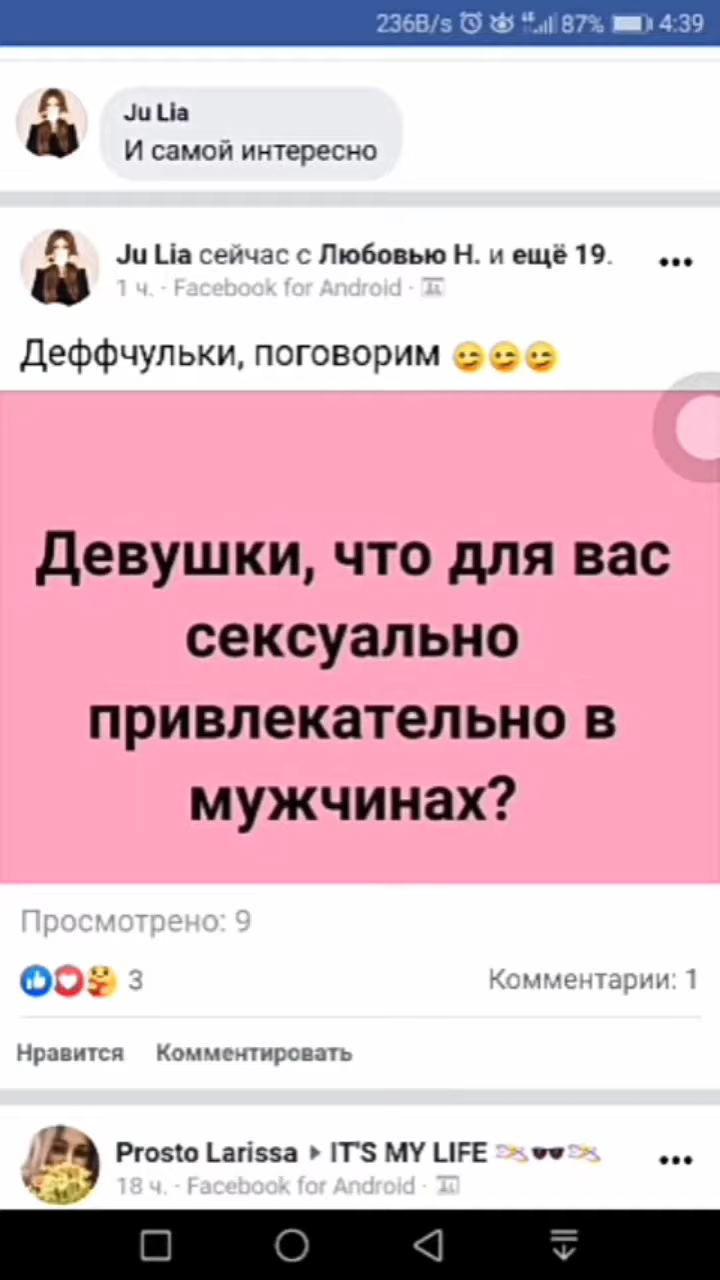 236B/s 87% 4:39
Ju Lia
И самой интересно
Ju Lia сейчас с Любовью Н. и ещё 19.
1 ч. · Facebook for Android ·
Деффчульки, поговорим 😏😏😏
Девушки, что для вас
сексуально
привлекательно в
мужчинах?
Просмотрено: 9
3 Комментарии: 1
Нравится Комментировать
Prosto Larissa ▸ IT'S MY LIFE
18 ч. · Facebook for Android ·